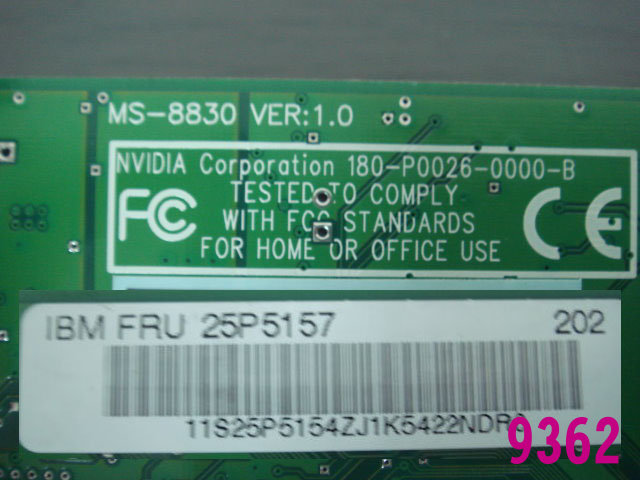 MS-8830 VER:1.0
NVIDIA Corporation 180-P0026-0000-B
TESTED TO COMPLY
FC WITH FCC STANDARDS CE
FOR HOME OR OFFICE USE
IBM FRU 25P5157 202
11S25P5154ZJ1K5422NDR
9362